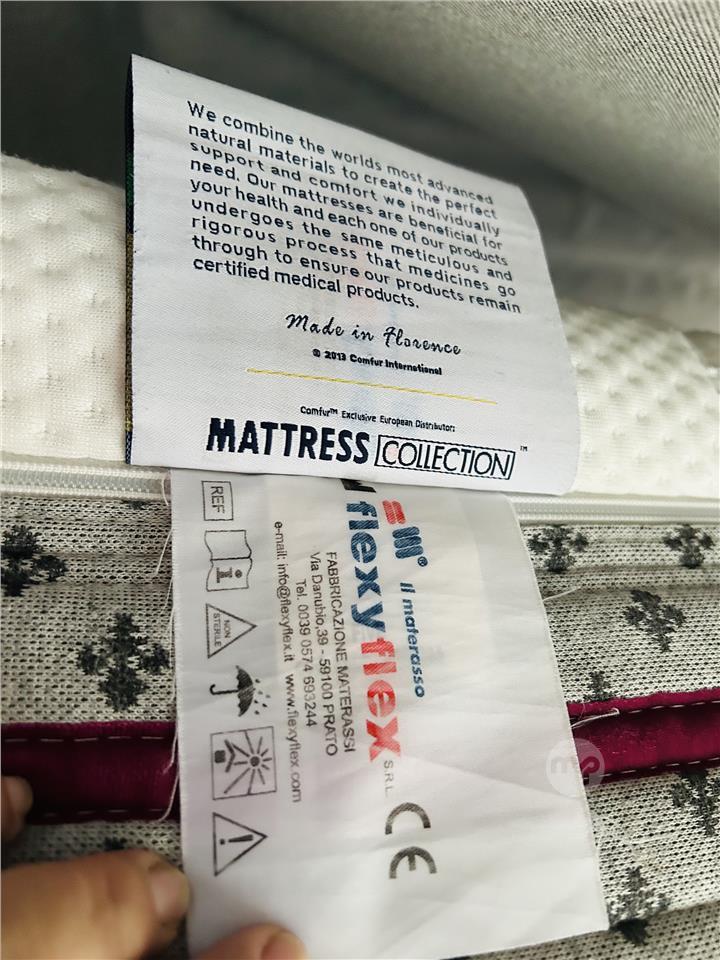 We combine the worlds most advanced
natural materials to create the perfect
support and comfort we individually
need. Our mattresses are beneficial for
your health and each one of our products
undergoes the same meticulous and
rigorous process that medicines go
through to ensure our products remain
certified medical products.
Made in Florence
© 2013 Comfur International
Comfur™ Exclusive European Distributor:
MATTRESS COLLECTION™
Il materasso
flexyflex S.R.L.
FABBRICAZIONE MATERASSI
Via Danubio,39 - 59100 PRATO
Tel. 0039 0574 693244
e-mail: info@flexyflex.it www.flexyflex.com
REF
i
NON
STERILE
CE